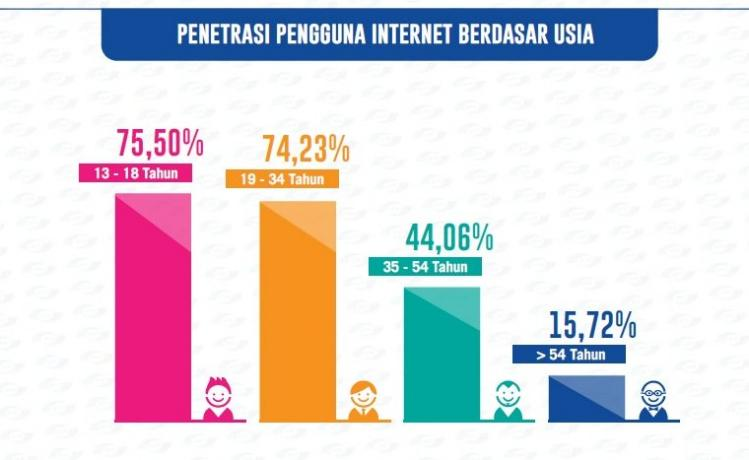 PENETRASI PENGGUNA INTERNET BERDASAR USIA
75,50%
13 - 18 Tahun
74,23%
19 - 34 Tahun
44,06%
35 - 54 Tahun
15,72%
> 54 Tahun